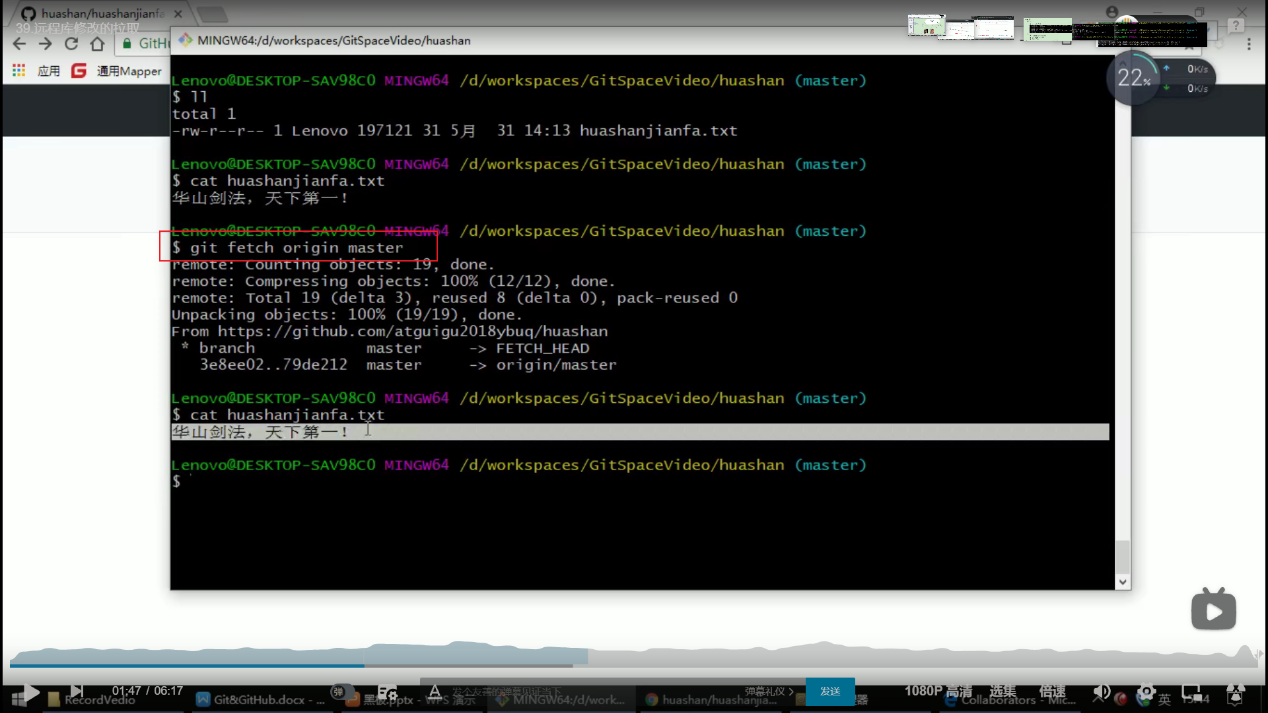 huashan/huashanjianfa
39.远程库修改的拉取
GitHu
应用
通用Mapper
MINGW64:/d/workspaces/GitSpaceVideo/huashan
22%
0K/s
0K/s
Lenovo@DESKTOP-SAV98C0 MINGW64 /d/workspaces/GitSpaceVideo/huashan (master)
$ ll
total 1
-rw-r--r-- 1 Lenovo 197121 31 5月 31 14:13 huashanjianfa.txt
Lenovo@DESKTOP-SAV98C0 MINGW64 /d/workspaces/GitSpaceVideo/huashan (master)
$ cat huashanjianfa.txt
华山剑法，天下第一！
Lenovo@DESKTOP-SAV98C0 MINGW64 /d/workspaces/GitSpaceVideo/huashan (master)
$ git fetch origin master
remote: Counting objects: 19, done.
remote: Compressing objects: 100% (12/12), done.
remote: Total 19 (delta 3), reused 8 (delta 0), pack-reused 0
Unpacking objects: 100% (19/19), done.
From https://github.com/atguigu2018ybuq/huashan
* branch master -> FETCH_HEAD
3e8ee02..79de212 master -> origin/master
Lenovo@DESKTOP-SAV98C0 MINGW64 /d/workspaces/GitSpaceVideo/huashan (master)
$ cat huashanjianfa.txt
华山剑法，天下第一！
Lenovo@DESKTOP-SAV98C0 MINGW64 /d/workspaces/GitSpaceVideo/huashan (master)
$
01:47 / 06:17
弹
弹幕礼仪 >
发送
1080P 高清
选集
倍速
RecordVedio
Git&GitHub.docx - ...
黑板.pptx - WPS 演示
MINGW64:/d/work...
huashan/huashanjia...
Collaborators - Mic...
英